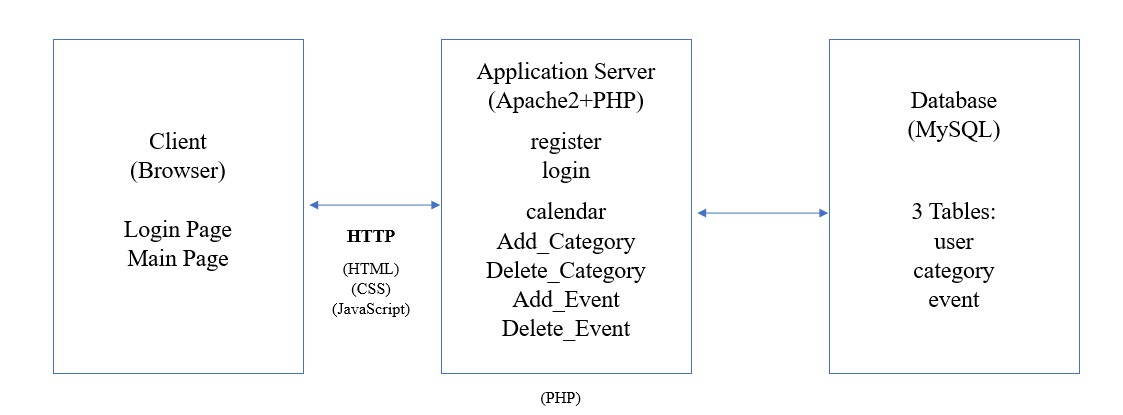 Client
(Browser)
Login Page
Main Page
HTTP
(HTML)
(CSS)
(JavaScript)
Application Server
(Apache2+PHP)
register
login
calendar
Add_Category
Delete_Category
Add_Event
Delete_Event
(PHP)
Database
(MySQL)
3 Tables:
user
category
event